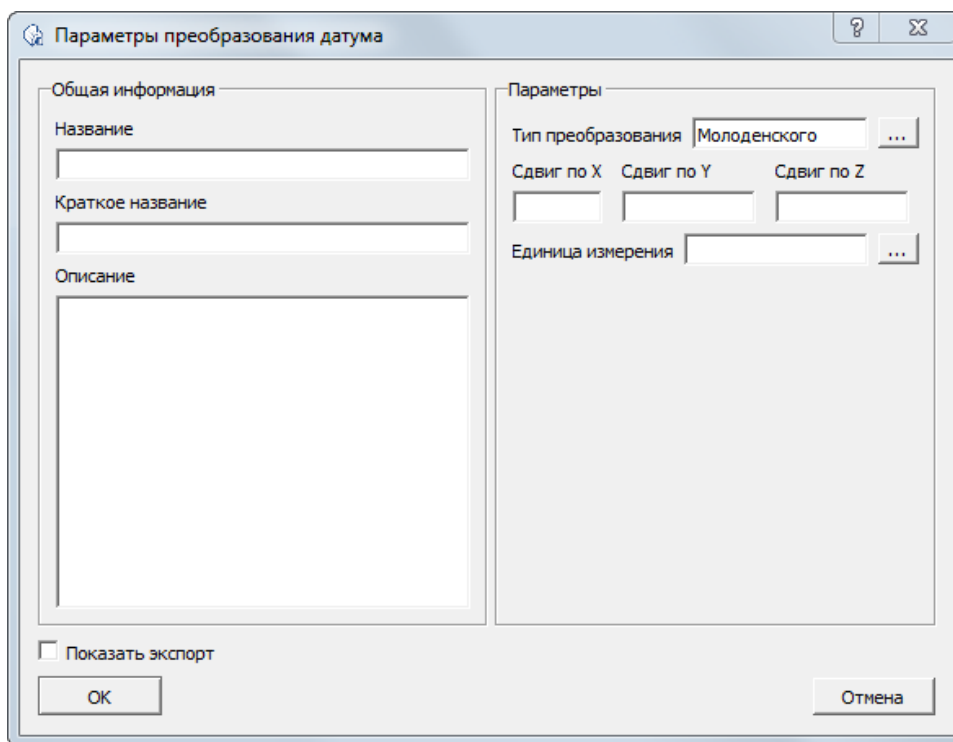 Параметры преобразования датума
Общая информация
Название
Краткое название
Описание
Параметры
Тип преобразования Молоденского ...
Сдвиг по X Сдвиг по Y Сдвиг по Z
Единица измерения ...
Показать экспорт
OK Отмена